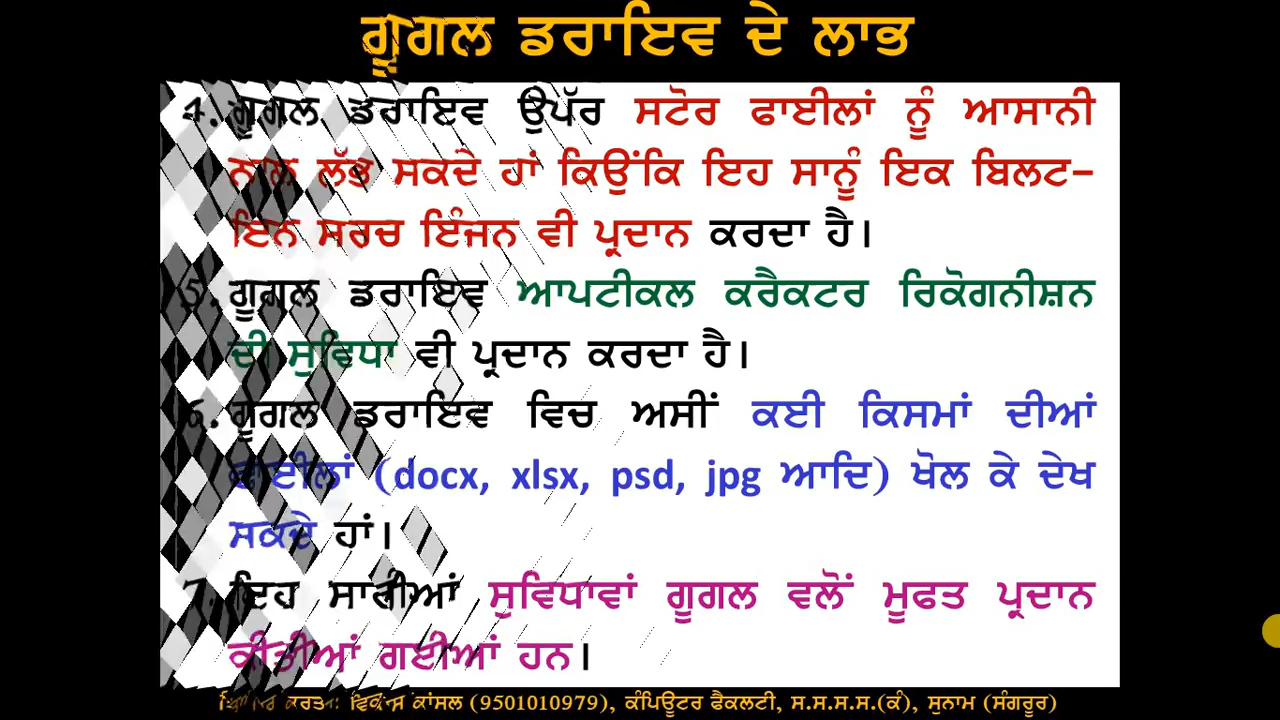 ਗੂਗਲ ਡਰਾਇਵ ਦੇ ਲਾਭ
4. ਗੂਗਲ ਡਰਾਇਵ ਉੱਪਰ ਸਟੋਰ ਫਾਈਲਾਂ ਨੂੰ ਆਸਾਨੀ
ਨਾਲ ਲੱਭ ਸਕਦੇ ਹਾਂ ਕਿਉਂਕਿ ਇਹ ਸਾਨੂੰ ਇਕ ਬਿਲਟ-
ਇਨ ਸਰਚ ਇੰਜਨ ਵੀ ਪ੍ਰਦਾਨ ਕਰਦਾ ਹੈ।
5. ਗੂਗਲ ਡਰਾਇਵ ਆਪਟੀਕਲ ਕਰੈਕਟਰ ਰਿਕੋਗਨੀਸ਼ਨ
ਦੀ ਸੁਵਿਧਾ ਵੀ ਪ੍ਰਦਾਨ ਕਰਦਾ ਹੈ।
6. ਗੂਗਲ ਡਰਾਇਵ ਵਿਚ ਅਸੀਂ ਕਈ ਕਿਸਮਾਂ ਦੀਆਂ
ਫਾਈਲਾਂ (docx, xlsx, psd, jpg ਆਦਿ) ਖੋਲ ਕੇ ਦੇਖ
ਸਕਦੇ ਹਾਂ।
7. ਇਹ ਸਾਰੀਆਂ ਸੁਵਿਧਾਵਾਂ ਗੂਗਲ ਵਲੋਂ ਮੂਫਤ ਪ੍ਰਦਾਨ
ਕੀਤੀਆਂ ਗਈਆਂ ਹਨ।
ਕਰਤਾ: ਵਿਕਾਸ ਕਾਂਸਲ (9501010979), ਕੰਪਿਊਟਰ ਫੈਕਲਟੀ, ਸ.ਸ.ਸ.ਸ.(ਕੰ), ਸੁਨਾਮ (ਸੰਗਰੂਰ)